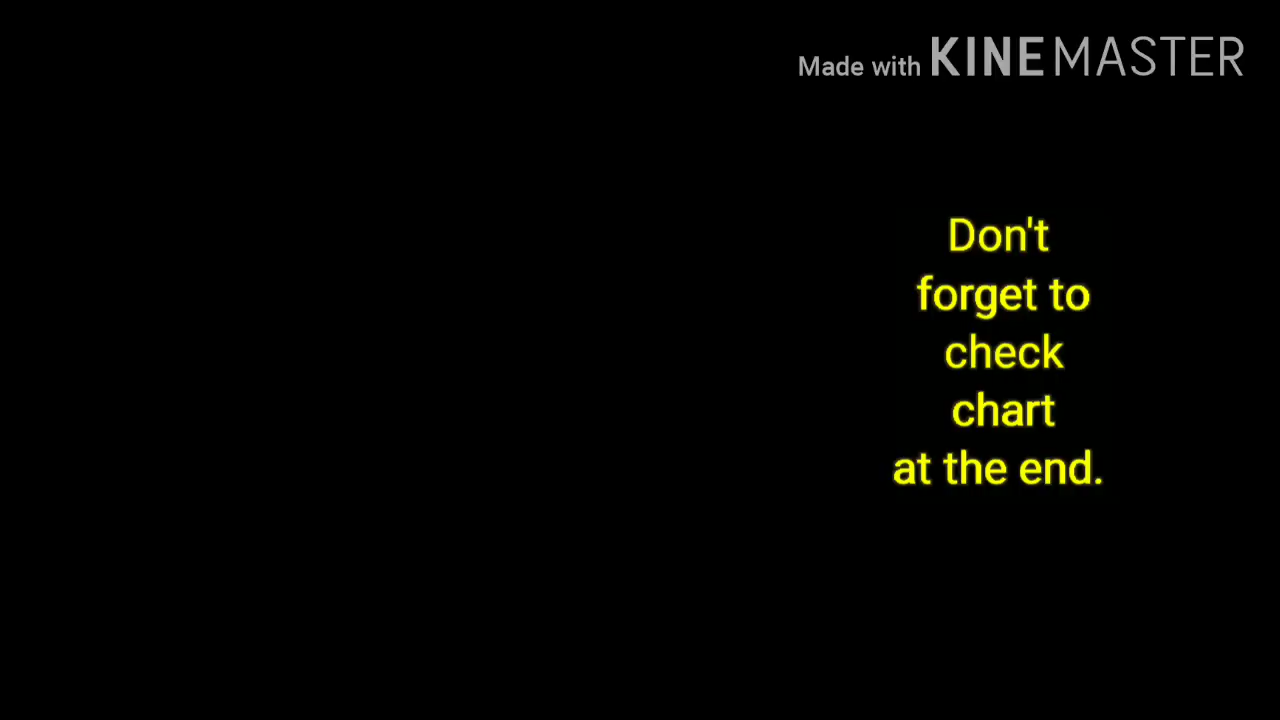 Made with KINEMASTER
Don't
forget to
check
chart
at the end.